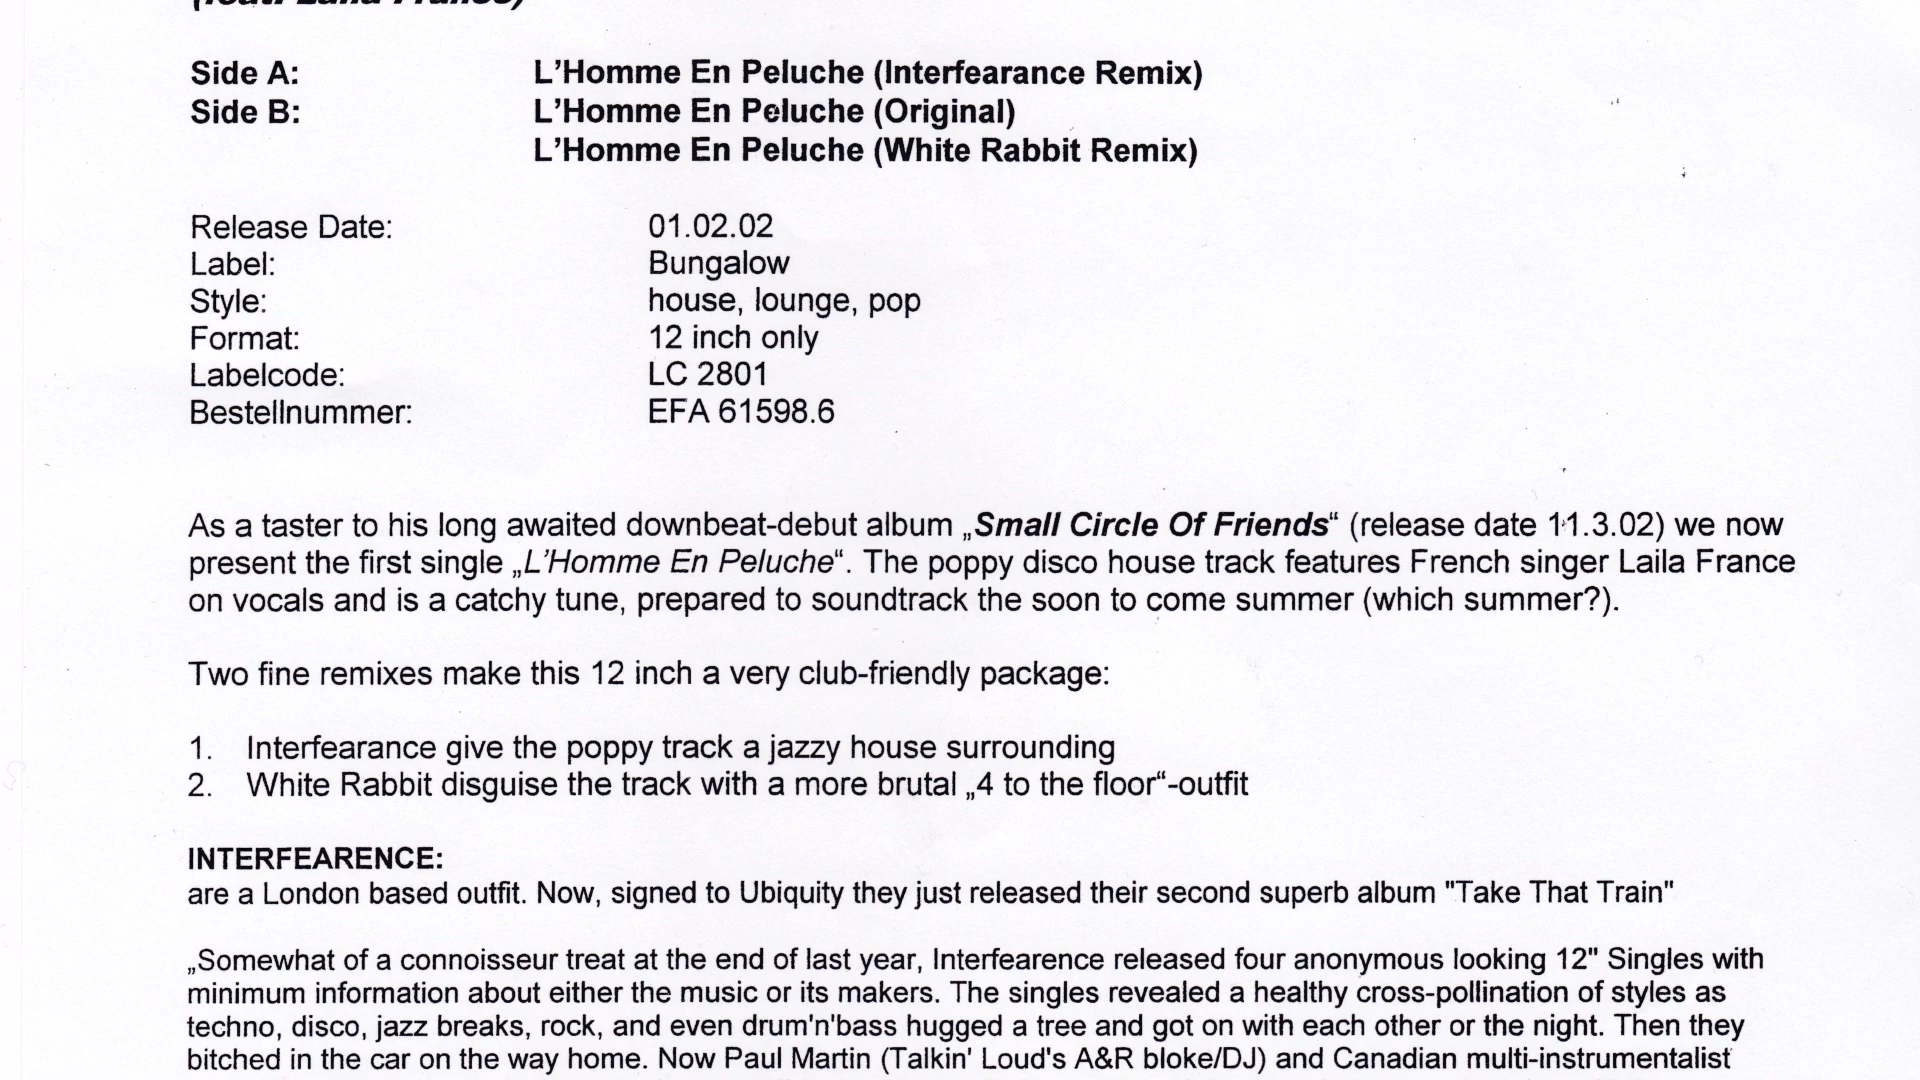 (feat. Laila France)
Side A: L'Homme En Peluche (Interfearance Remix)
Side B: L'Homme En Peluche (Original)
L'Homme En Peluche (White Rabbit Remix)
Release Date: 01.02.02
Label: Bungalow
Style: house, lounge, pop
Format: 12 inch only
Labelcode: LC 2801
Bestellnummer: EFA 61598.6
As a taster to his long awaited downbeat-debut album „Small Circle Of Friends“ (release date 11.3.02) we now
present the first single „L'Homme En Peluche“. The poppy disco house track features French singer Laila France
on vocals and is a catchy tune, prepared to soundtrack the soon to come summer (which summer?).
Two fine remixes make this 12 inch a very club-friendly package:
1. Interfearance give the poppy track a jazzy house surrounding
2. White Rabbit disguise the track with a more brutal „4 to the floor“-outfit
INTERFEARENCE:
are a London based outfit. Now, signed to Ubiquity they just released their second superb album "Take That Train"
„Somewhat of a connoisseur treat at the end of last year, Interfearence released four anonymous looking 12" Singles with
minimum information about either the music or its makers. The singles revealed a healthy cross-pollination of styles as
techno, disco, jazz breaks, rock, and even drum'n'bass hugged a tree and got on with each other or the night. Then they
bitched in the car on the way home. Now Paul Martin (Talkin' Loud's A&R bloke/DJ) and Canadian multi-instrumentalist